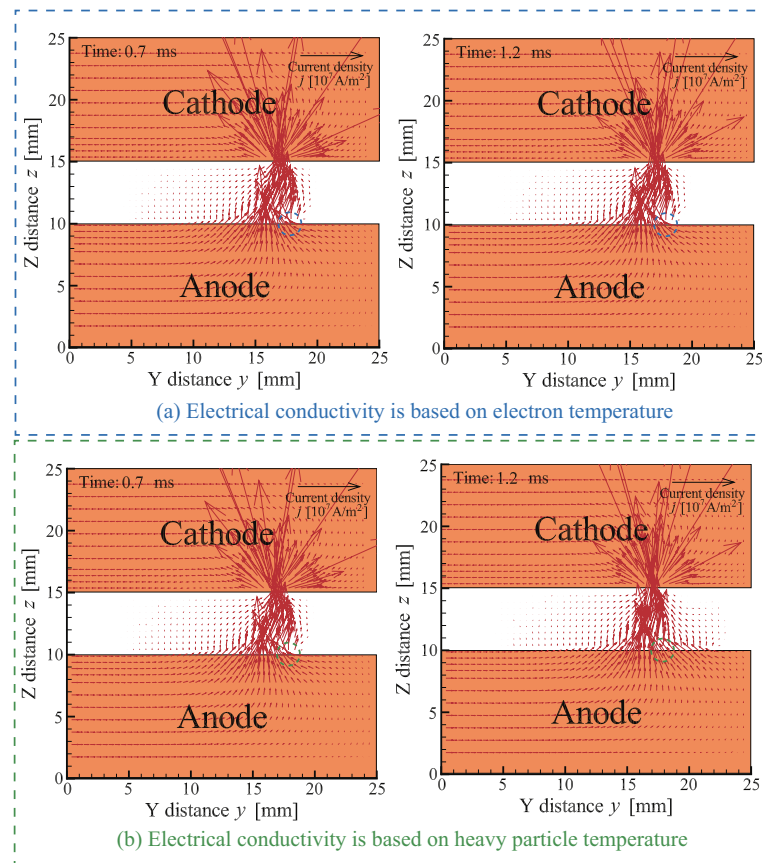 Time: 0.7 ms
Current density
J [10⁷A/m²]
Cathode
Anode
Z distance z [mm]
25
20
15
10
5
0
0 5 10 15 20 25
Y distance y [mm]
Time: 1.2 ms
Current density
J [10⁷A/m²]
Cathode
Anode
Z distance z [mm]
25
20
15
10
5
0
0 5 10 15 20 25
Y distance y [mm]
(a) Electrical conductivity is based on electron temperature
Time: 0.7 ms
Current density
J [10⁷A/m²]
Cathode
Anode
Z distance z [mm]
25
20
15
10
5
0
0 5 10 15 20 25
Y distance y [mm]
Time: 1.2 ms
Current density
J [10⁷A/m²]
Cathode
Anode
Z distance z [mm]
25
20
15
10
5
0
0 5 10 15 20 25
Y distance y [mm]
(b) Electrical conductivity is based on heavy particle temperature